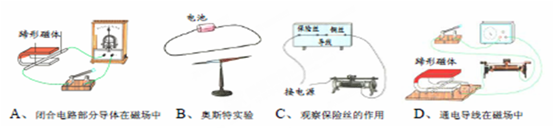 蹄形磁体
电池
保险丝 铜丝
导线
接电源
蹄形磁体
A、闭合电路部分导体在磁场中 B、奥斯特实验 C、观察保险丝的作用 D、通电导线在磁场中